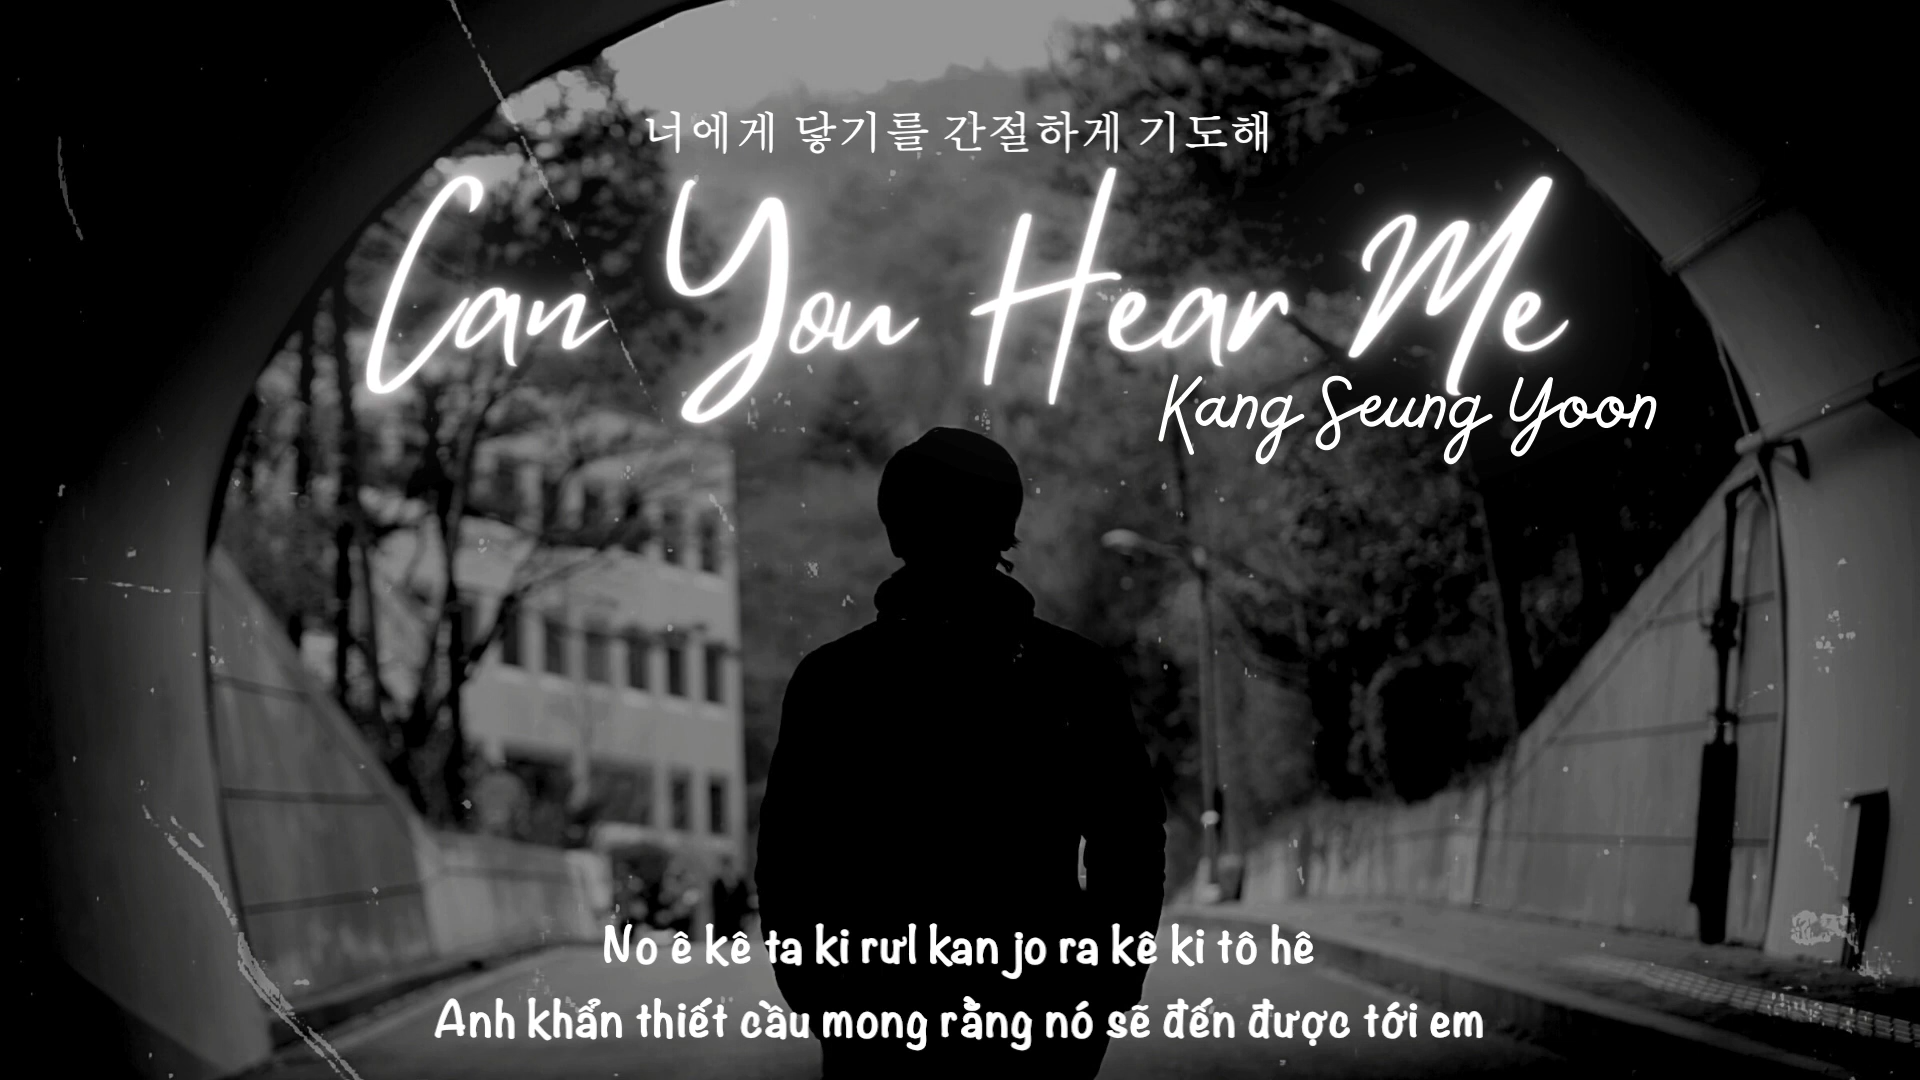 너에게 닿기를 간절하게 기도해
Can You Hear Me
Kang Seung Yoon
No ê kê ta ki rưl kan jo ra kê ki tô hê
Anh khẩn thiết cầu mong rằng nó sẽ đến được tới em